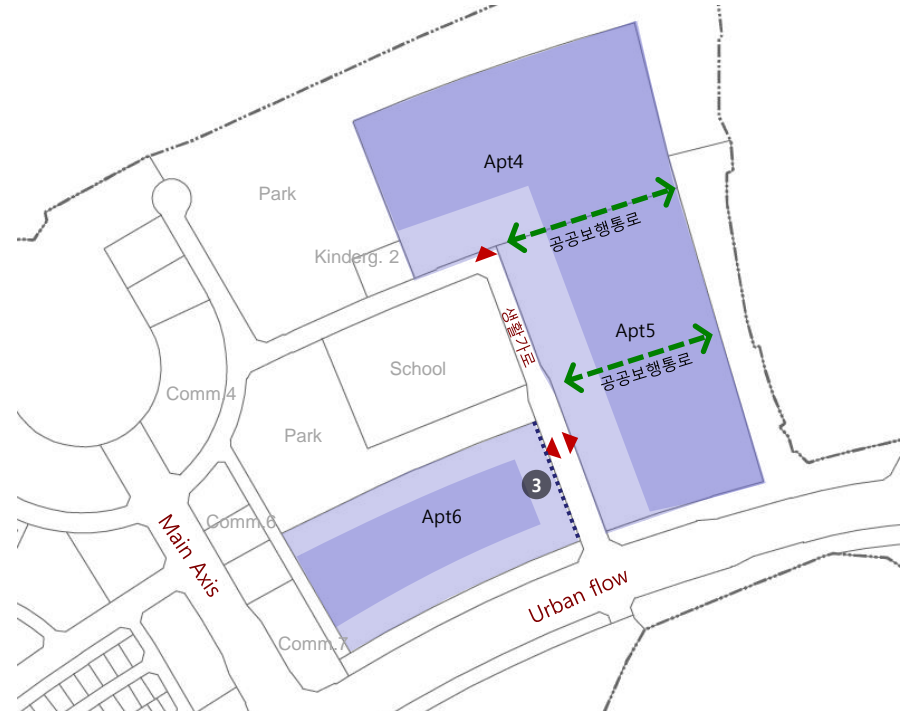 Apt4
Park
공공보행통로
Kinderg. 2
생활가로
Apt5
School
공공보행통로
Comm.4
Park
3
Apt6
Comm.6
Main Axis
Urban flow
Comm.7